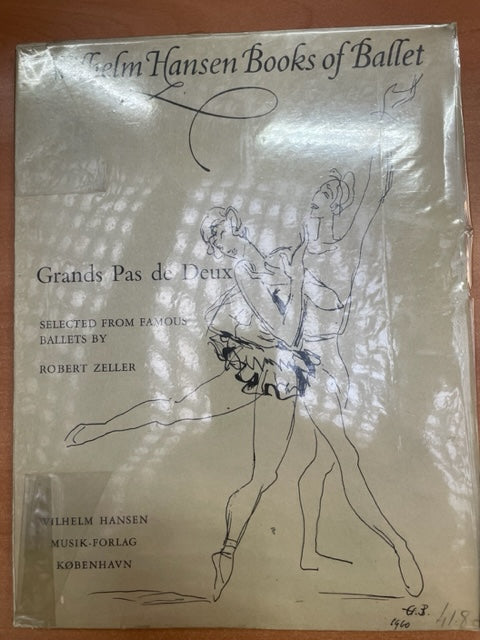 Wilhelm Hansen Books of Ballet
Grands Pas de Deux
SELECTED FROM FAMOUS
BALLETS BY
ROBERT ZELLER
WILHELM HANSEN
MUSIK-FORLAG
KØBENHAVN
1960